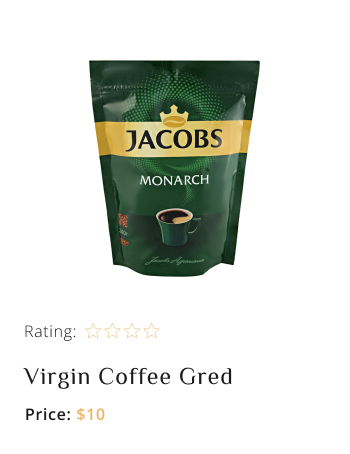 JACOBS
MONARCH
Rating:
Virgin Coffee Gred
Price: $10